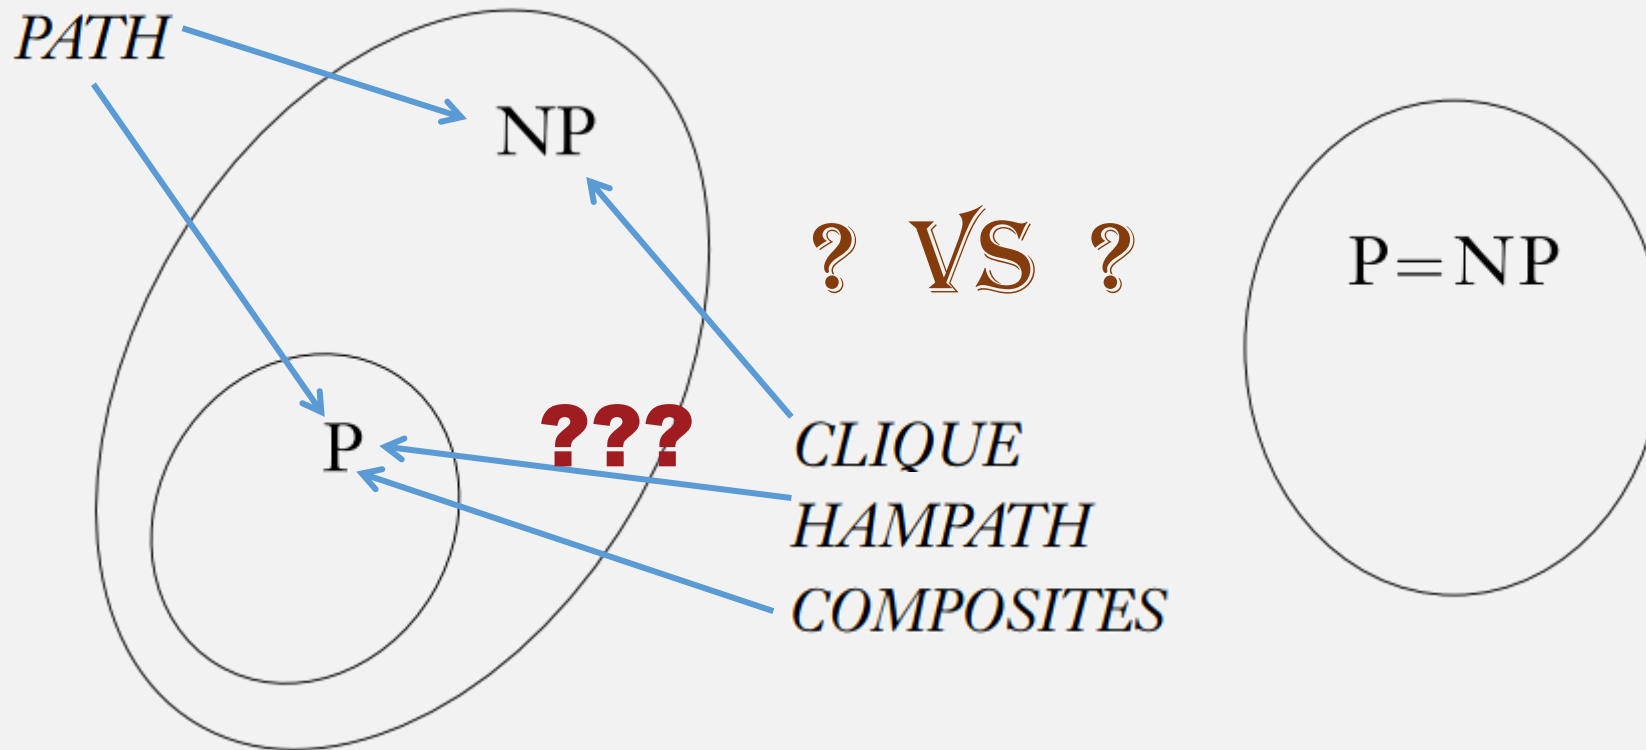 PATH
NP
? VS ?
P=NP
P
???
CLIQUE
HAMPATH
COMPOSITES